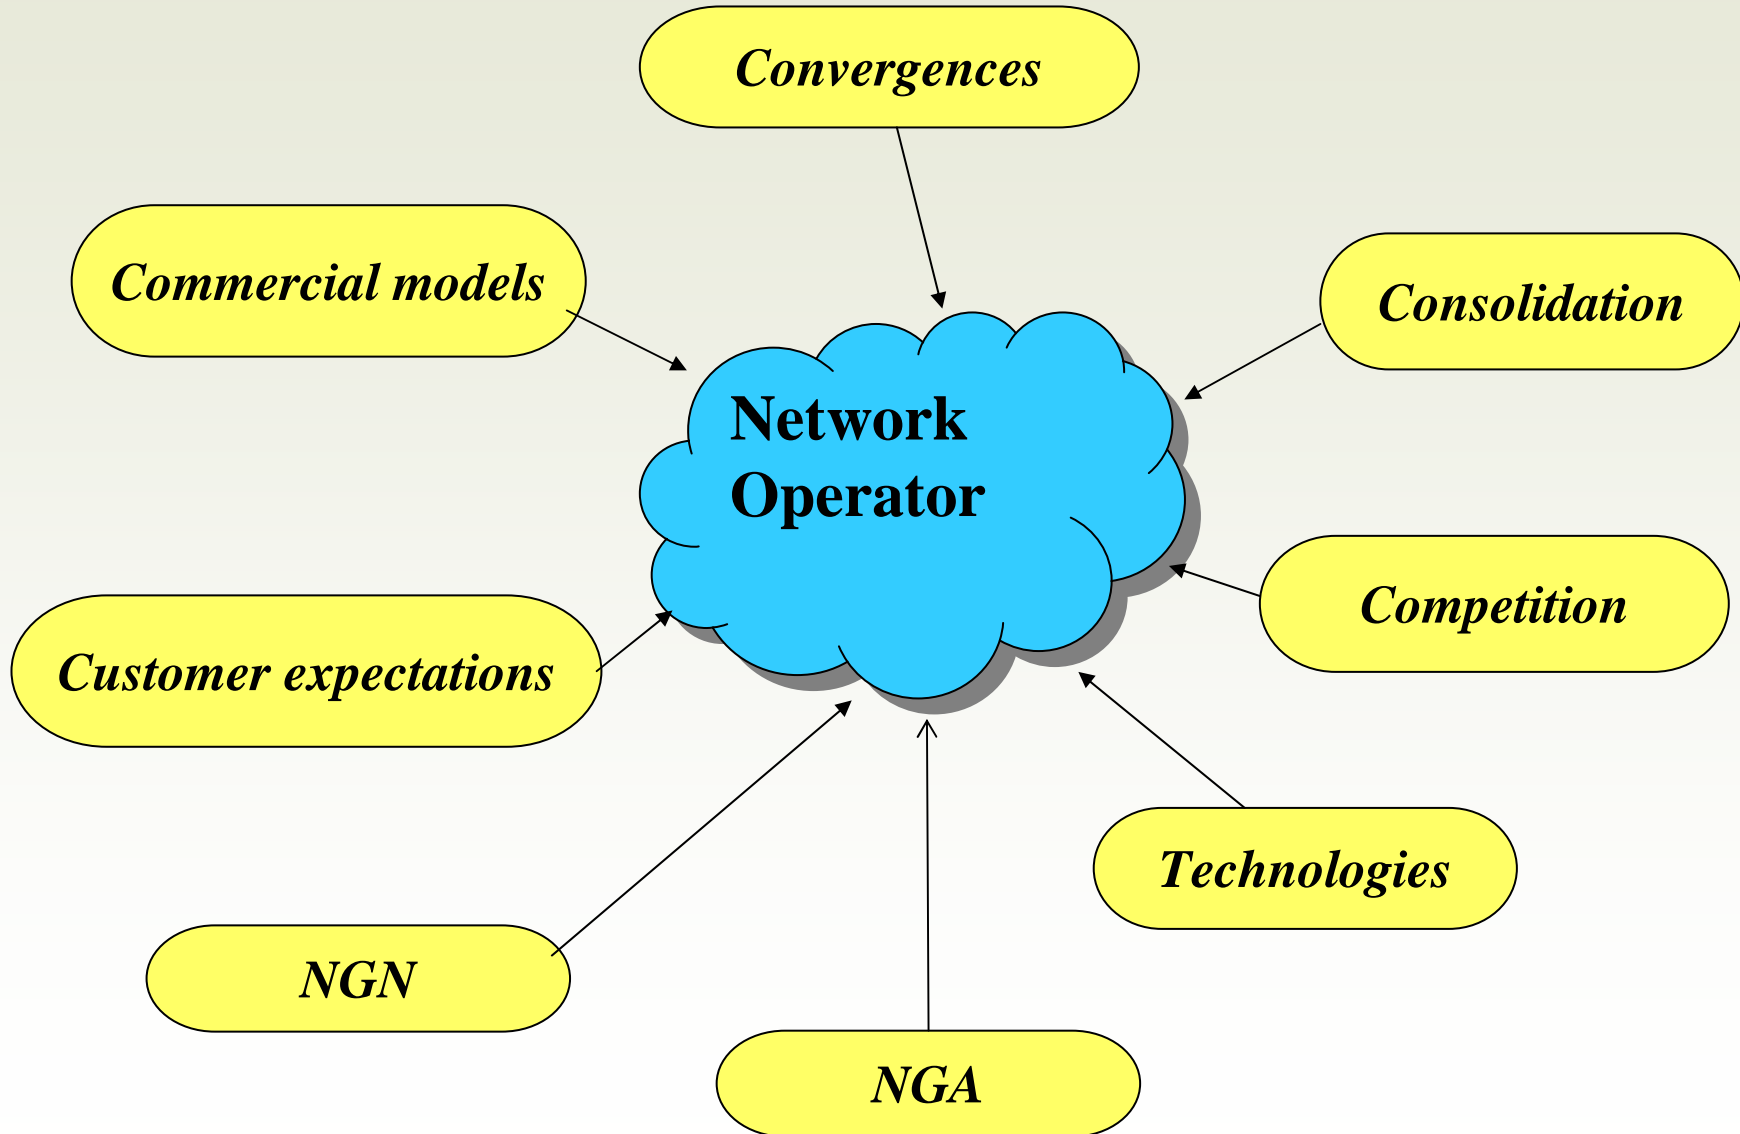 Convergences
Commercial models
Consolidation
Network
Operator
Competition
Customer expectations
Technologies
NGN
NGA